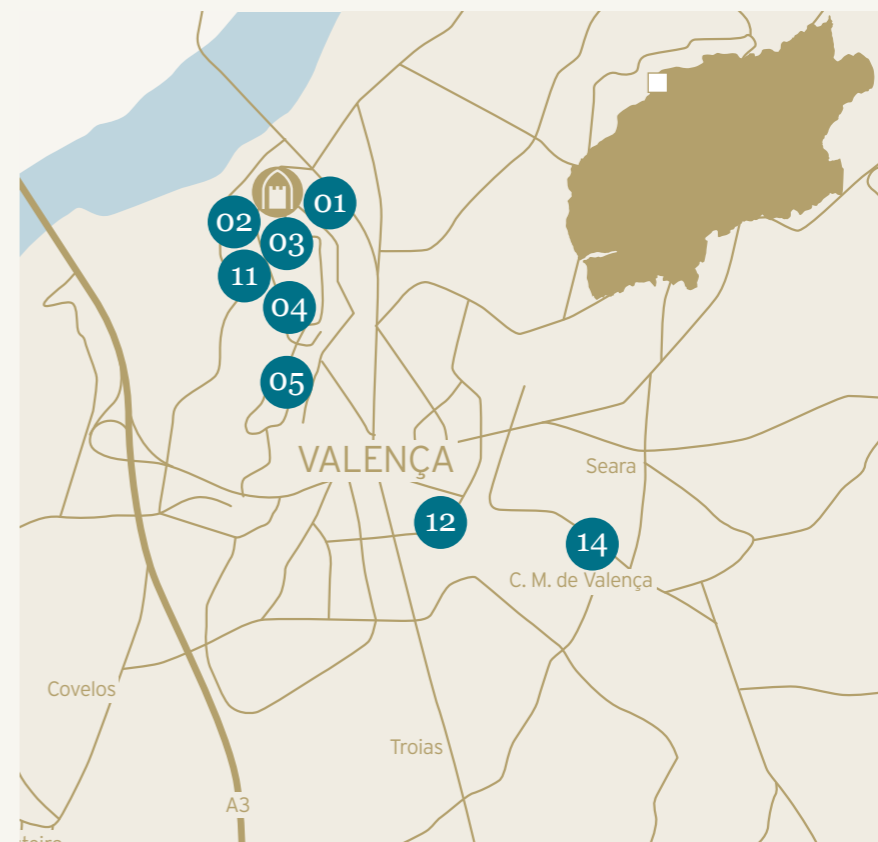 01
02
03
11
04
05
VALENÇA
Seara
12
14
C. M. de Valença
Covelos
Troias
A3